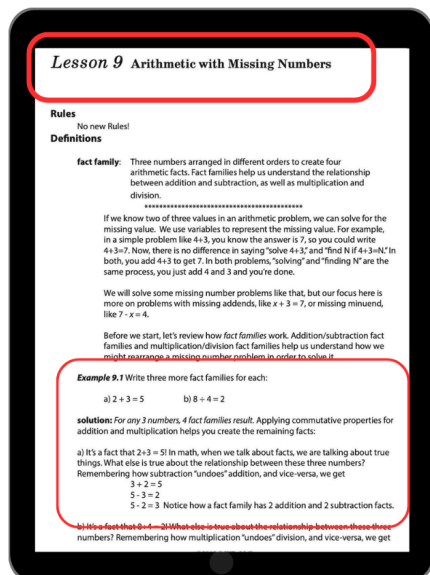 Lesson 9 Arithmetic with Missing Numbers
Rules
No new Rules!
Definitions
fact family: Three numbers arranged in different orders to create four
arithmetic facts. Fact families help us understand the relationship
between addition and subtraction, as well as multiplication and
division.
******************************************
If we know two of three values in an arithmetic problem, we can solve for the
missing value. We use variables to represent the missing value. For example,
in a simple problem like 4+3, you know the answer is 7, so you could write
4+3=7. Now, there is no difference in saying "solve 4+3," and "find N if 4+3=N." In
both, you add 4+3 to get 7. In both problems, "solving" and "finding N" are the
same process, you just add 4 and 3 and you're done.
We will solve some missing number problems like that, but our focus here is
more on problems with missing addends, like x + 3 = 7, or missing minuend,
like 7 - x = 4.
Before we start, let's review how fact families work. Addition/subtraction fact
families and multiplication/division fact families help us understand how we
might rearrange a missing number problem in order to solve it.
Example 9.1 Write three more fact families for each:
a) 2 + 3 = 5 b) 8 ÷ 4 = 2
solution: For any 3 numbers, 4 fact families result. Applying commutative properties for
addition and multiplication helps you create the remaining facts:
a) It's a fact that 2+3 = 5! In math, when we talk about facts, we are talking about true
things. What else is true about the relationship between these three numbers?
Remembering how subtraction "undoes" addition, and vice-versa, we get
3 + 2 = 5
5 - 3 = 2
5 - 2 = 3 Notice how a fact family has 2 addition and 2 subtraction facts.
b) It's a fact that 8÷4 = 2! What else is true about the relationship between these three
numbers? Remembering how multiplication "undoes" division, and vice-versa, we get